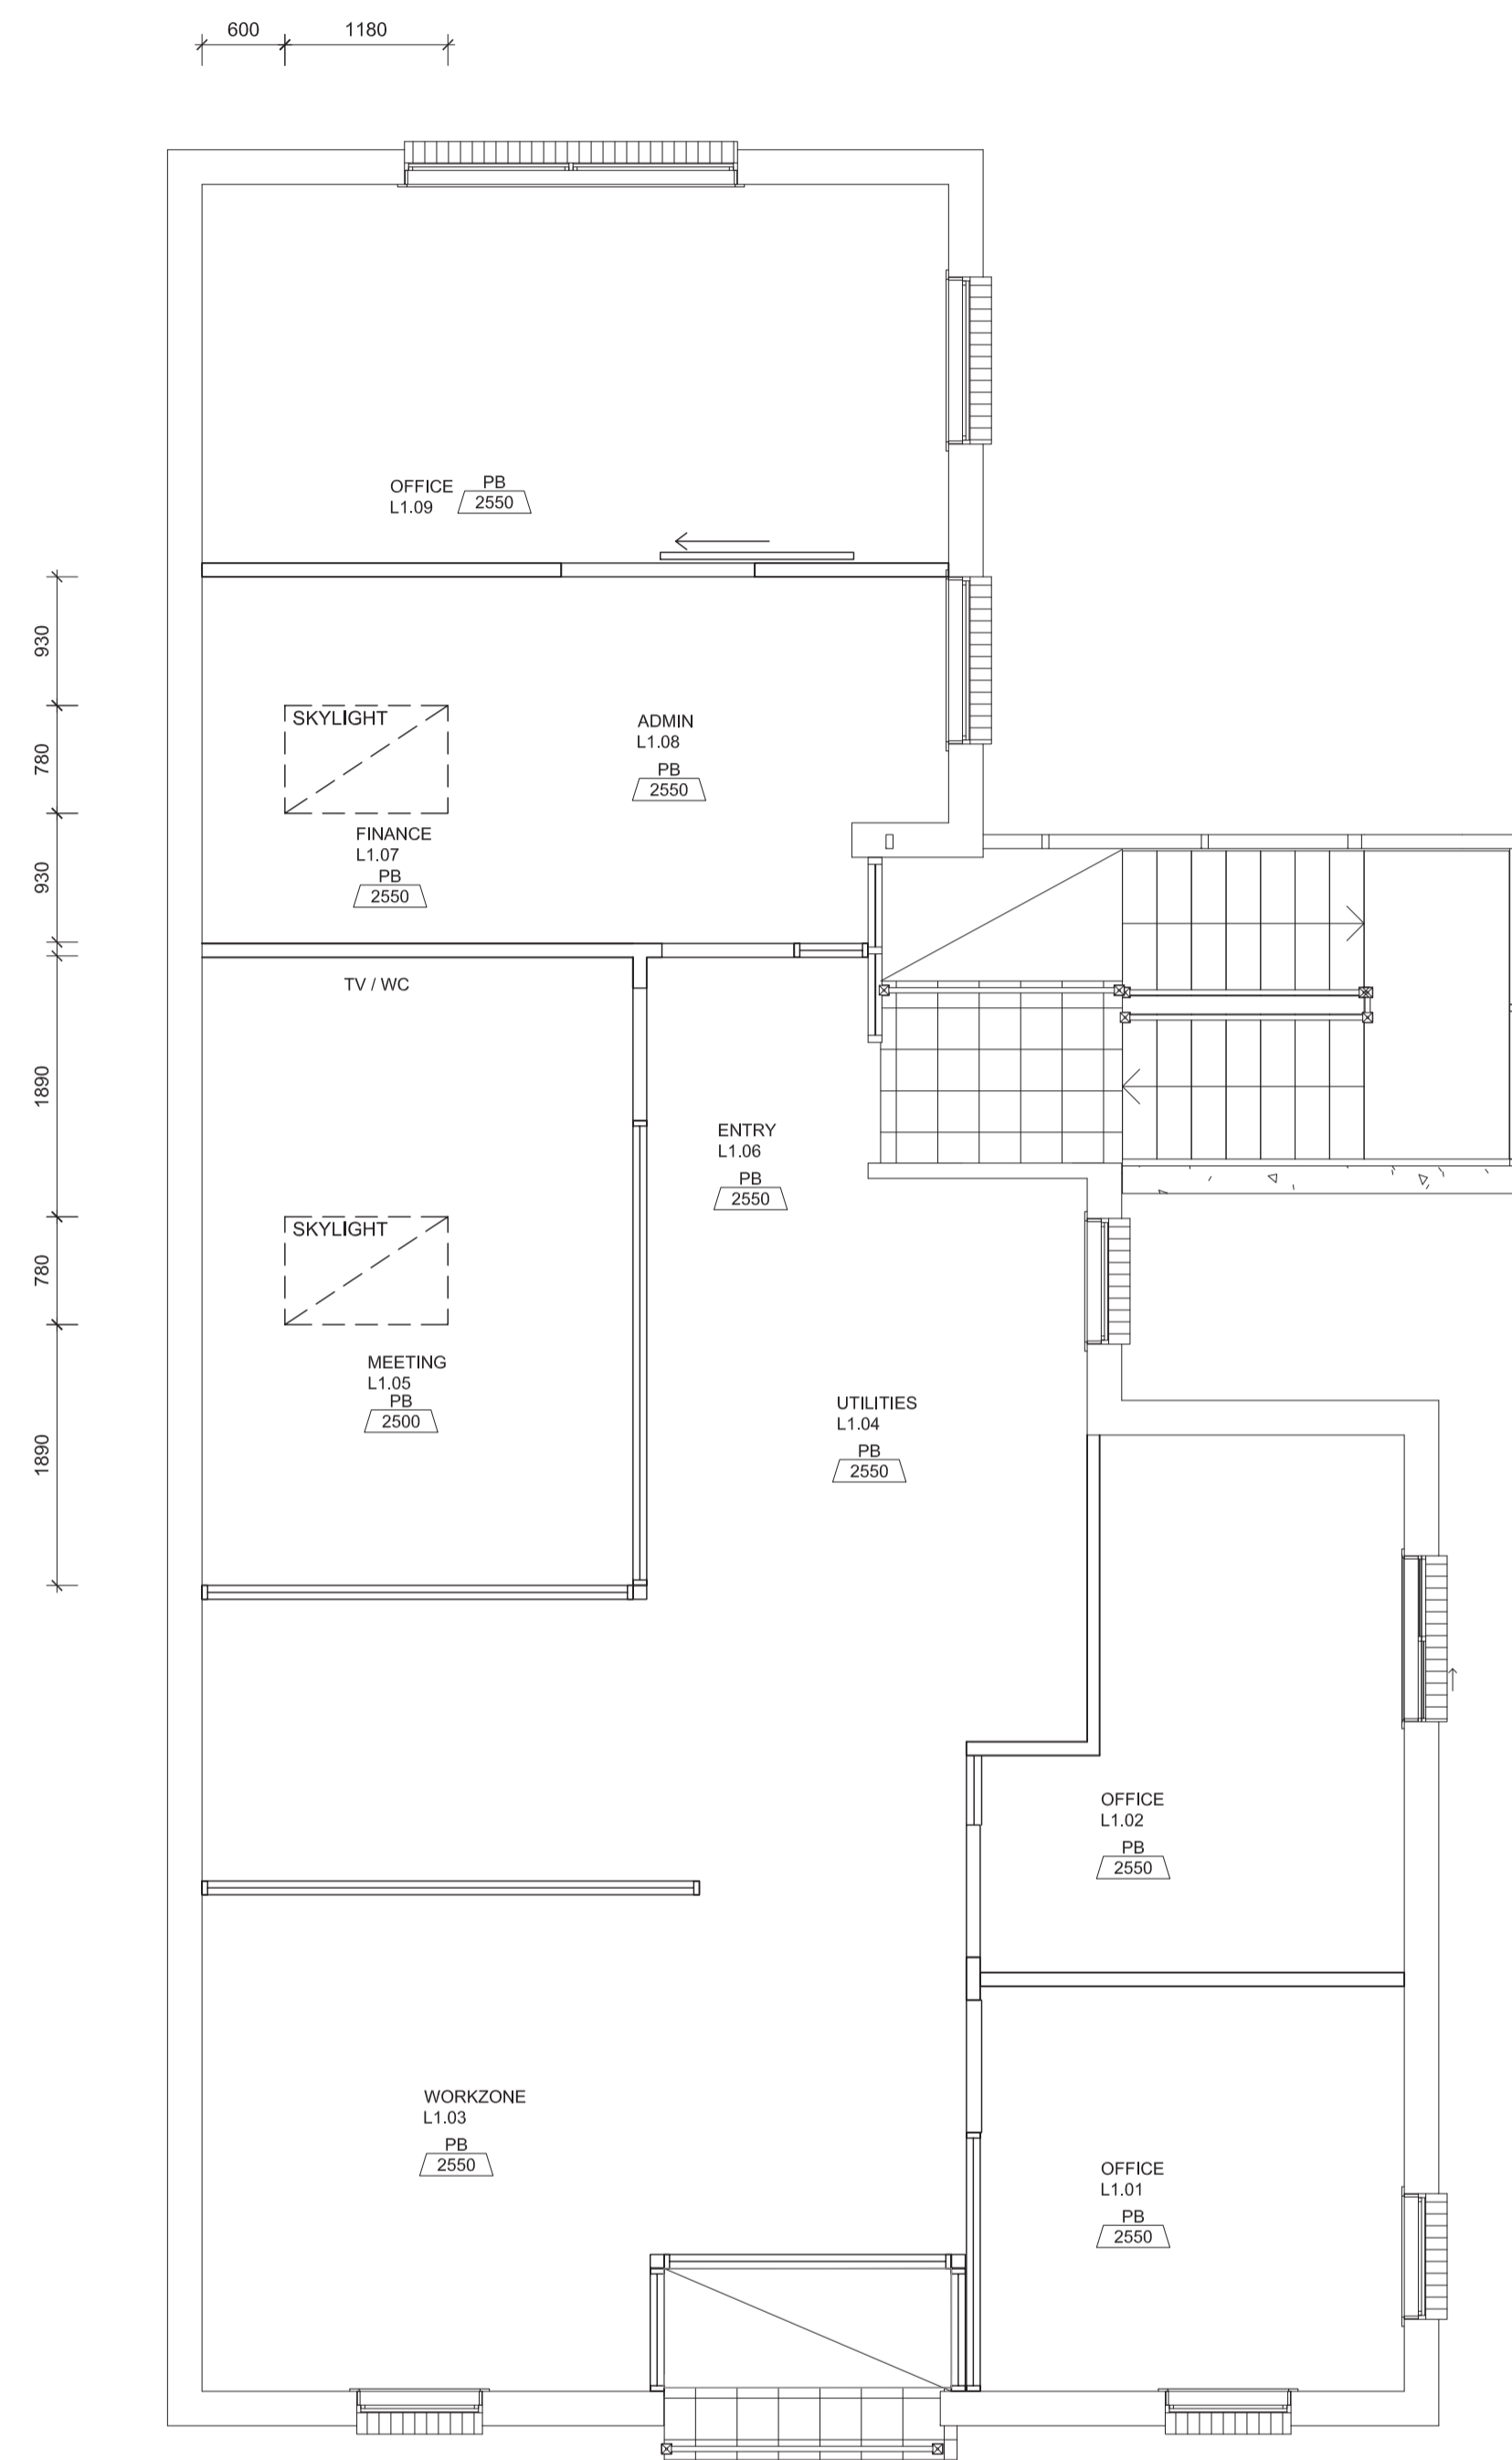 600
1180
OFFICE
L1.09
PB
2550
930
780
930
1890
780
1890
SKYLIGHT
ADMIN
L1.08
PB
2550
FINANCE
L1.07
PB
2550
TV / WC
ENTRY
L1.06
PB
2550
SKYLIGHT
MEETING
L1.05
PB
2500
UTILITIES
L1.04
PB
2550
OFFICE
L1.02
PB
2550
WORKZONE
L1.03
PB
2550
OFFICE
L1.01
PB
2550